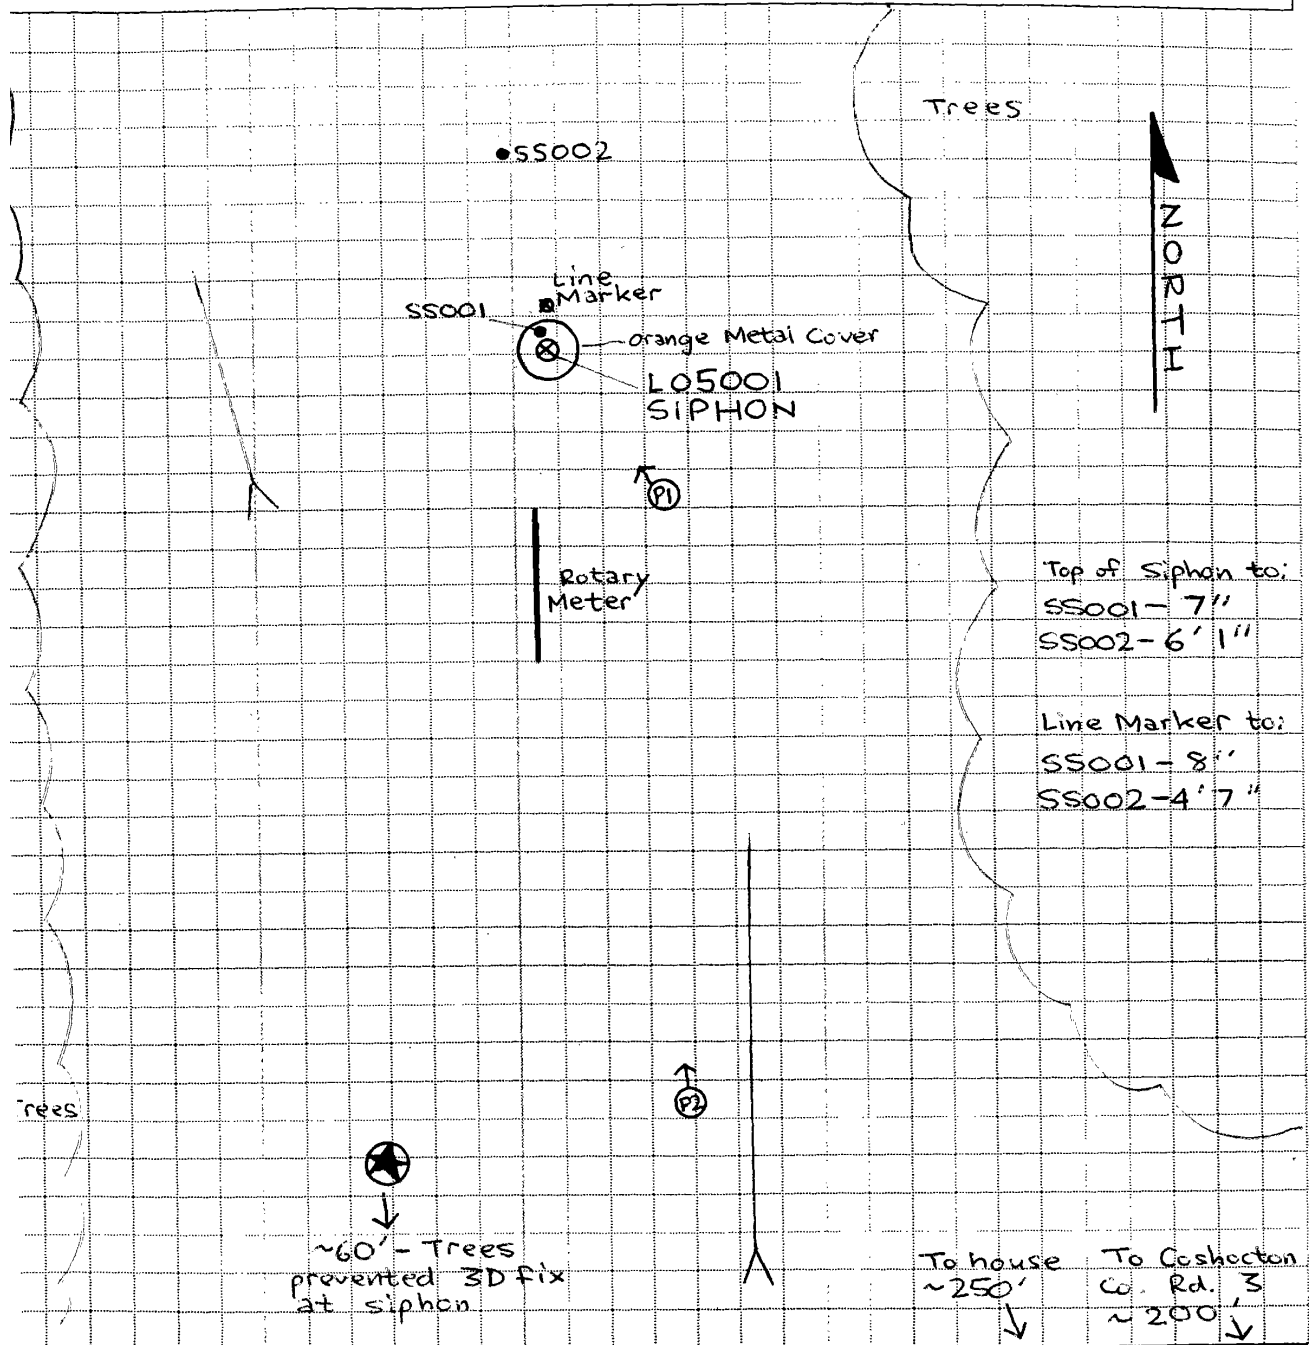 Trees
SS002
NORTH
Line
Marker
SS001
Orange Metal Cover
L05001
SIPHON
P1
Rotary
Meter
Top of Siphon to:
SS001- 7"
SS002- 6' 1"
Line Marker to:
SS001- 8"
SS002-4' 7"
P2
rees
~60' - Trees
prevented 3D fix
at siphon
To house
~250'
To Coshocton
Co. Rd. 3
~200'